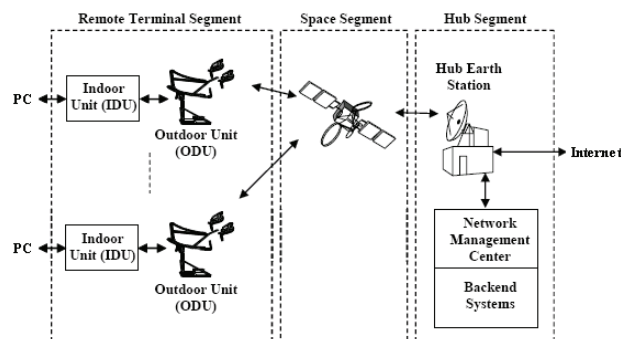 Remote Terminal Segment
Space Segment
Hub Segment
PC
Indoor
Unit (IDU)
Outdoor Unit
(ODU)
Hub Earth
Station
Internet
PC
Indoor
Unit (IDU)
Outdoor Unit
(ODU)
Network
Management
Center
Backend
Systems